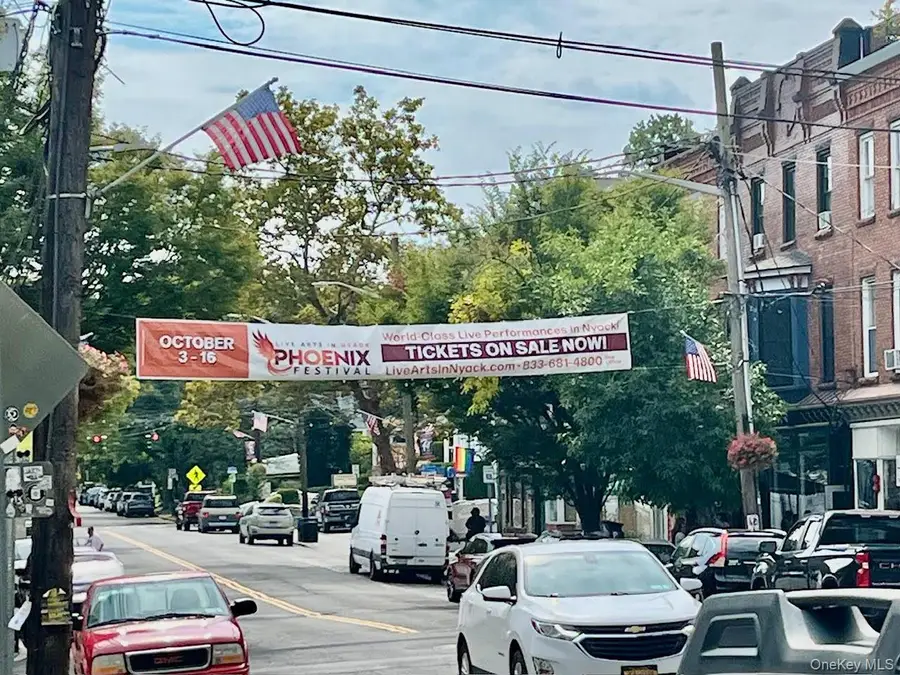 OCTOBER
3-16
LIVE ARTS IN NYACK
PHOENIX
FESTIVAL
World-Class Live Performances in Nyack!
TICKETS ON SALE NOW!
LiveArtsInNyack.com - 833-681-4800
GMC
OneKey MLS